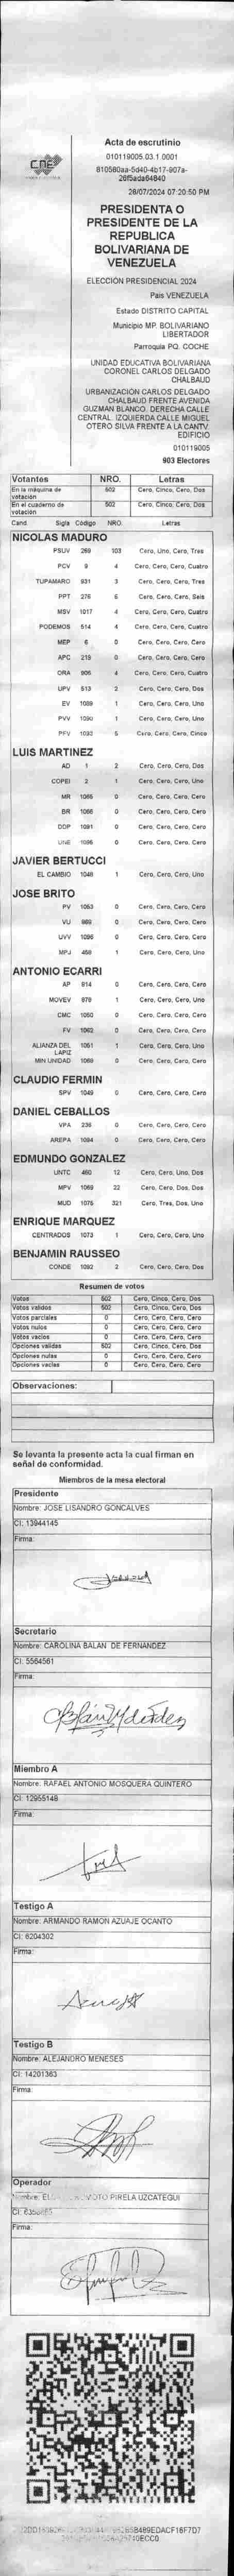 Acta de escrutinio
CNE
010119005.03.1.0001
610560aa-5d40-4b17-907a-
26f5ada64840
28/07/2024 07:20:50 PM
PRESIDENTA O
PRESIDENTE DE LA
REPUBLICA
BOLIVARIANA DE
VENEZUELA
ELECCIÓN PRESIDENCIAL 2024
País VENEZUELA
Estado DISTRITO CAPITAL
Municipio MP. BOLIVARIANO
LIBERTADOR
Parroquia PQ. COCHE
UNIDAD EDUCATIVA BOLIVARIANA
CORONEL CARLOS DELGADO
CHALBAUD
URBANIZACIÓN CARLOS DELGADO
CHALBAUD FRENTE AVENIDA
GUZMAN BLANCO. DERECHA CALLE
CENTRAL. IZQUIERDA CALLE MIGUEL
OTERO SILVA FRENTE A LA CANTV.
EDIFICIO
010119005
903 Electores
Votantes NRO. Letras
En la máquina de votación 502 Cero, Cinco, Cero, Dos
En el cuaderno de votación 502 Cero, Cinco, Cero, Dos
Cand. Sigla Código NRO. Letras
NICOLAS MADURO
PSUV 269 103 Cero, Uno, Cero, Tres
PCV 9 4 Cero, Cero, Cero, Cuatro
TUPAMARO 931 3 Cero, Cero, Cero, Tres
PPT 276 6 Cero, Cero, Cero, Seis
MSV 1017 4 Cero, Cero, Cero, Cuatro
PODEMOS 514 4 Cero, Cero, Cero, Cuatro
MEP 6 0 Cero, Cero, Cero, Cero
APC 219 0 Cero, Cero, Cero, Cero
ORA 906 4 Cero, Cero, Cero, Cuatro
UPV 513 2 Cero, Cero, Cero, Dos
EV 1089 1 Cero, Cero, Cero, Uno
PVV 1090 1 Cero, Cero, Cero, Uno
PFV 1093 5 Cero, Cero, Cero, Cinco
LUIS MARTINEZ
AD 1 2 Cero, Cero, Cero, Dos
COPEI 2 1 Cero, Cero, Cero, Uno
MR 1065 0 Cero, Cero, Cero, Cero
BR 1066 0 Cero, Cero, Cero, Cero
DDP 1091 0 Cero, Cero, Cero, Cero
UNE 1095 0 Cero, Cero, Cero, Cero
JAVIER BERTUCCI
EL CAMBIO 1048 1 Cero, Cero, Cero, Uno
JOSE BRITO
PV 1053 0 Cero, Cero, Cero, Cero
VU 989 0 Cero, Cero, Cero, Cero
UVV 1096 0 Cero, Cero, Cero, Cero
MPJ 458 1 Cero, Cero, Cero, Uno
ANTONIO ECARRI
AP 914 0 Cero, Cero, Cero, Cero
MOVEV 978 1 Cero, Cero, Cero, Uno
CMC 1050 0 Cero, Cero, Cero, Cero
FV 1062 0 Cero, Cero, Cero, Cero
ALIANZA DEL LAPIZ 1051 1 Cero, Cero, Cero, Uno
MIN UNIDAD 1069 0 Cero, Cero, Cero, Cero
CLAUDIO FERMIN
SPV 1049 0 Cero, Cero, Cero, Cero
DANIEL CEBALLOS
VPA 236 0 Cero, Cero, Cero, Cero
AREPA 1094 0 Cero, Cero, Cero, Cero
EDMUNDO GONZALEZ
UNTC 460 12 Cero, Cero, Uno, Dos
MPV 1069 22 Cero, Cero, Dos, Dos
MUD 1075 321 Cero, Tres, Dos, Uno
ENRIQUE MARQUEZ
CENTRADOS 1073 1 Cero, Cero, Cero, Uno
BENJAMIN RAUSSEO
CONDE 1092 2 Cero, Cero, Cero, Dos
Resumen de votos
Votos 502 Cero, Cinco, Cero, Dos
Votos válidos 502 Cero, Cinco, Cero, Dos
Votos parciales 0 Cero, Cero, Cero, Cero
Votos nulos 0 Cero, Cero, Cero, Cero
Votos vacíos 0 Cero, Cero, Cero, Cero
Opciones válidas 502 Cero, Cinco, Cero, Dos
Opciones nulas 0 Cero, Cero, Cero, Cero
Opciones vacías 0 Cero, Cero, Cero, Cero
Observaciones:
Se levanta la presente acta la cual firman en
señal de conformidad.
Miembros de la mesa electoral
Presidente
Nombre: JOSE LISANDRO GONCALVES
CI: 13944145
Firma:
Secretario
Nombre: CAROLINA BALAN DE FERNANDEZ
CI: 5564561
Firma:
Miembro A
Nombre: RAFAEL ANTONIO MOSQUERA QUINTERO
CI: 12955148
Firma:
Testigo A
Nombre: ARMANDO RAMON AZUAJE OCANTO
CI: 6204302
Firma:
Testigo B
Nombre: ALEJANDRO MENESES
CI: 14201363
Firma:
Operador
Nombre: PIRELA UZCATEGUI
CI:
Firma: